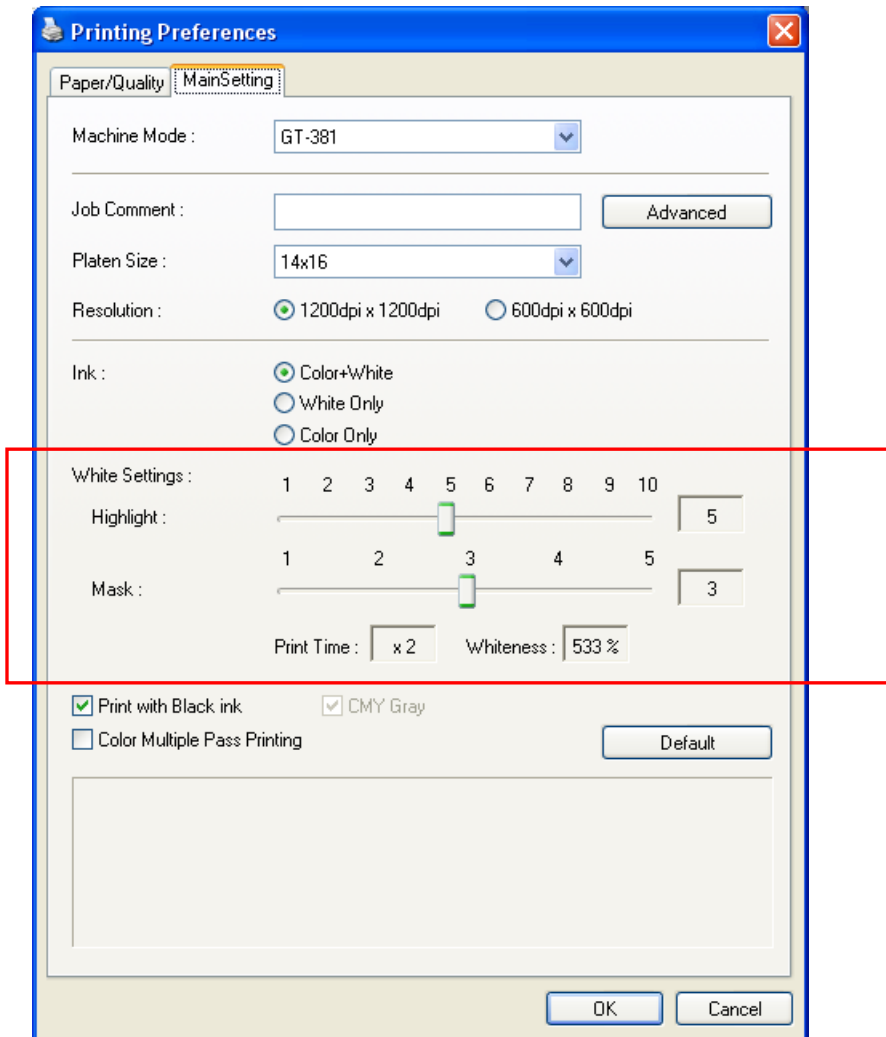 Printing Preferences
Paper/Quality MainSetting
Machine Mode : GT-381
Job Comment : Advanced
Platen Size : 14x16
Resolution : 1200dpi x 1200dpi 600dpi x 600dpi
Ink : Color+White
White Only
Color Only
White Settings : 1 2 3 4 5 6 7 8 9 10
Highlight : 5
1 2 3 4 5
Mask : 3
Print Time : x 2 Whiteness : 533 %
Print with Black ink CMY Gray
Color Multiple Pass Printing Default
OK Cancel